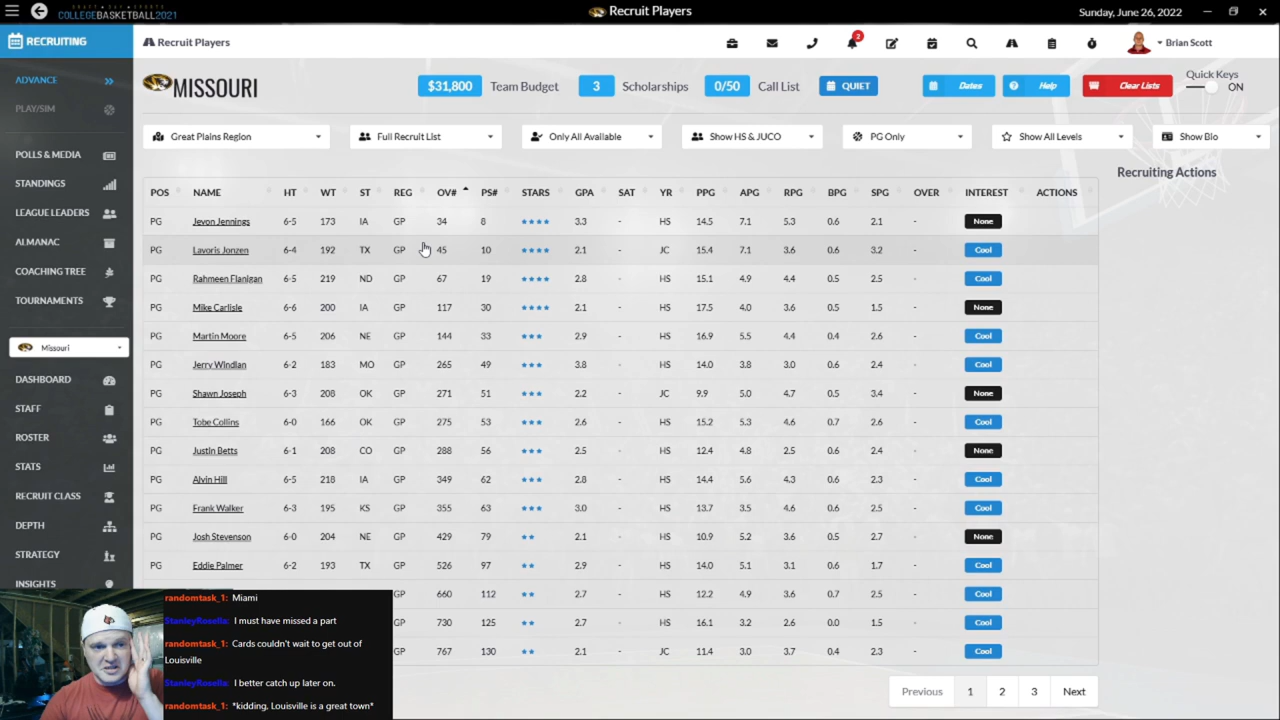 DRAFT DAY SPORTS
COLLEGEBASKETBALL2021
Recruit Players
Sunday, June 26, 2022
RECRUITING
Recruit Players
2
Brian Scott
ADVANCE
PLAY/SIM
POLLS & MEDIA
STANDINGS
LEAGUE LEADERS
ALMANAC
COACHING TREE
TOURNAMENTS
Missouri
DASHBOARD
STAFF
ROSTER
STATS
RECRUIT CLASS
DEPTH
STRATEGY
INSIGHTS
MISSOURI
$31,800 Team Budget 3 Scholarships 0/50 Call List QUIET Dates Help Clear Lists Quick Keys ON
Great Plains Region Full Recruit List Only All Available Show HS & JUCO PG Only Show All Levels Show Bio
Recruiting Actions
POS NAME HT WT ST REG OV# PS# STARS GPA SAT YR PPG APG RPG BPG SPG OVER INTEREST ACTIONS
PG Jevon Jennings 6-5 173 IA GP 34 8 ★★★★ 3.3 - HS 14.5 7.1 5.3 0.6 2.1 - None
PG Lavoris Jonzen 6-4 192 TX GP 45 10 ★★★★ 2.1 - JC 15.4 7.1 3.6 0.6 3.2 - Cool
PG Rahmeen Flanigan 6-5 219 ND GP 67 19 ★★★★ 2.8 - HS 15.1 4.9 4.4 0.5 2.5 - Cool
PG Mike Carlisle 6-6 200 IA GP 117 30 ★★★★ 2.1 - HS 17.5 4.0 3.6 0.5 1.5 - None
PG Martin Moore 6-5 206 NE GP 144 33 ★★★ 2.9 - HS 16.9 5.5 4.4 0.4 2.6 - Cool
PG Jerry Windian 6-2 183 MO GP 265 49 ★★★ 3.8 - HS 14.0 3.8 3.0 0.6 2.4 - Cool
PG Shawn Joseph 6-3 208 OK GP 271 51 ★★★ 2.2 - JC 9.9 5.0 4.7 0.5 3.4 - None
PG Tobe Collins 6-0 166 OK GP 275 53 ★★★ 2.6 - HS 15.2 5.3 4.6 0.7 2.6 - Cool
PG Justin Betts 6-1 208 CO GP 288 56 ★★★ 2.5 - HS 12.4 4.8 2.5 0.6 2.4 - None
PG Alvin Hill 6-5 218 IA GP 349 62 ★★★ 2.8 - HS 14.4 5.6 4.3 0.6 2.3 - Cool
PG Frank Walker 6-3 195 KS GP 355 63 ★★★ 3.0 - HS 13.7 3.5 4.6 0.6 2.5 - Cool
PG Josh Stevenson 6-0 204 NE GP 429 79 ★★ 2.1 - HS 10.9 5.2 3.6 0.5 2.7 - None
PG Eddie Palmer 6-2 193 TX GP 526 97 ★★ 2.9 - HS 14.0 5.1 3.1 0.6 1.7 - Cool
GP 660 112 ★★ 2.7 - HS 12.2 4.9 3.6 0.7 2.5 - Cool
GP 730 125 ★★ 2.7 - HS 11.4 3.2 2.6 0.0 2.5 - Cool
GP 767 130 ★★ 2.1 - JC 11.4 3.0 3.7 0.4 2.3 - Cool
Previous 1 2 3 Next
randomtask_1: Miami
StanleyRosella: I must have missed a part
randomtask_1: Cards couldn't wait to get out of
Louisville
StanleyRosella: I better catch up later on.
randomtask_1: *kidding, Louisville is a great town*